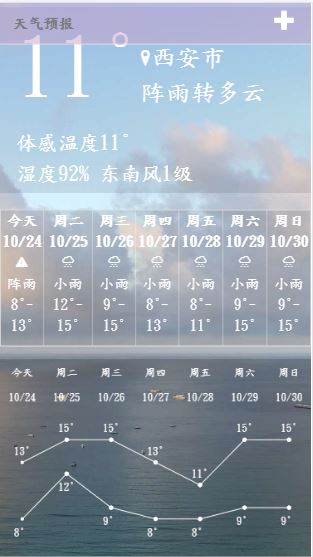 天气预报
11°
西安市
阵雨转多云
体感温度11°
湿度92% 东南风1级
今天 周二 周三 周四 周五 周六 周日
10/24 10/25 10/26 10/27 10/28 10/29 10/30
阵雨 小雨 小雨 小雨 小雨 小雨 小雨
8°- 12°- 9°- 8°- 8°- 9°- 9°-
13° 15° 15° 13° 11° 15° 15°
今天 周二 周三 周四 周五 周六 周日
10/24 10/25 10/26 10/27 10/28 10/29 10/30
13° 15° 15° 13° 11° 15° 15°
8° 12° 9° 8° 8° 9° 9°